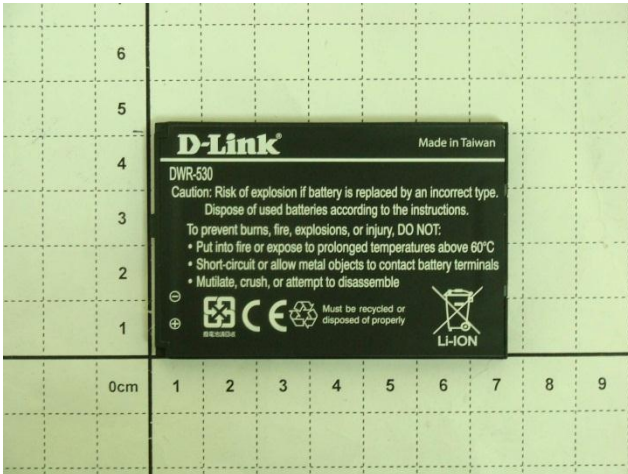 6
5
4
3
2
1
0cm 1 2 3 4 5 6 7 8 9
D-Link®
Made in Taiwan
DWR-530
Caution: Risk of explosion if battery is replaced by an incorrect type.
Dispose of used batteries according to the instructions.
To prevent burns, fire, explosions, or injury, DO NOT:
• Put into fire or expose to prolonged temperatures above 60°C
• Short-circuit or allow metal objects to contact battery terminals
• Mutilate, crush, or attempt to disassemble
CE
Must be recycled or
disposed of properly
Li-ION